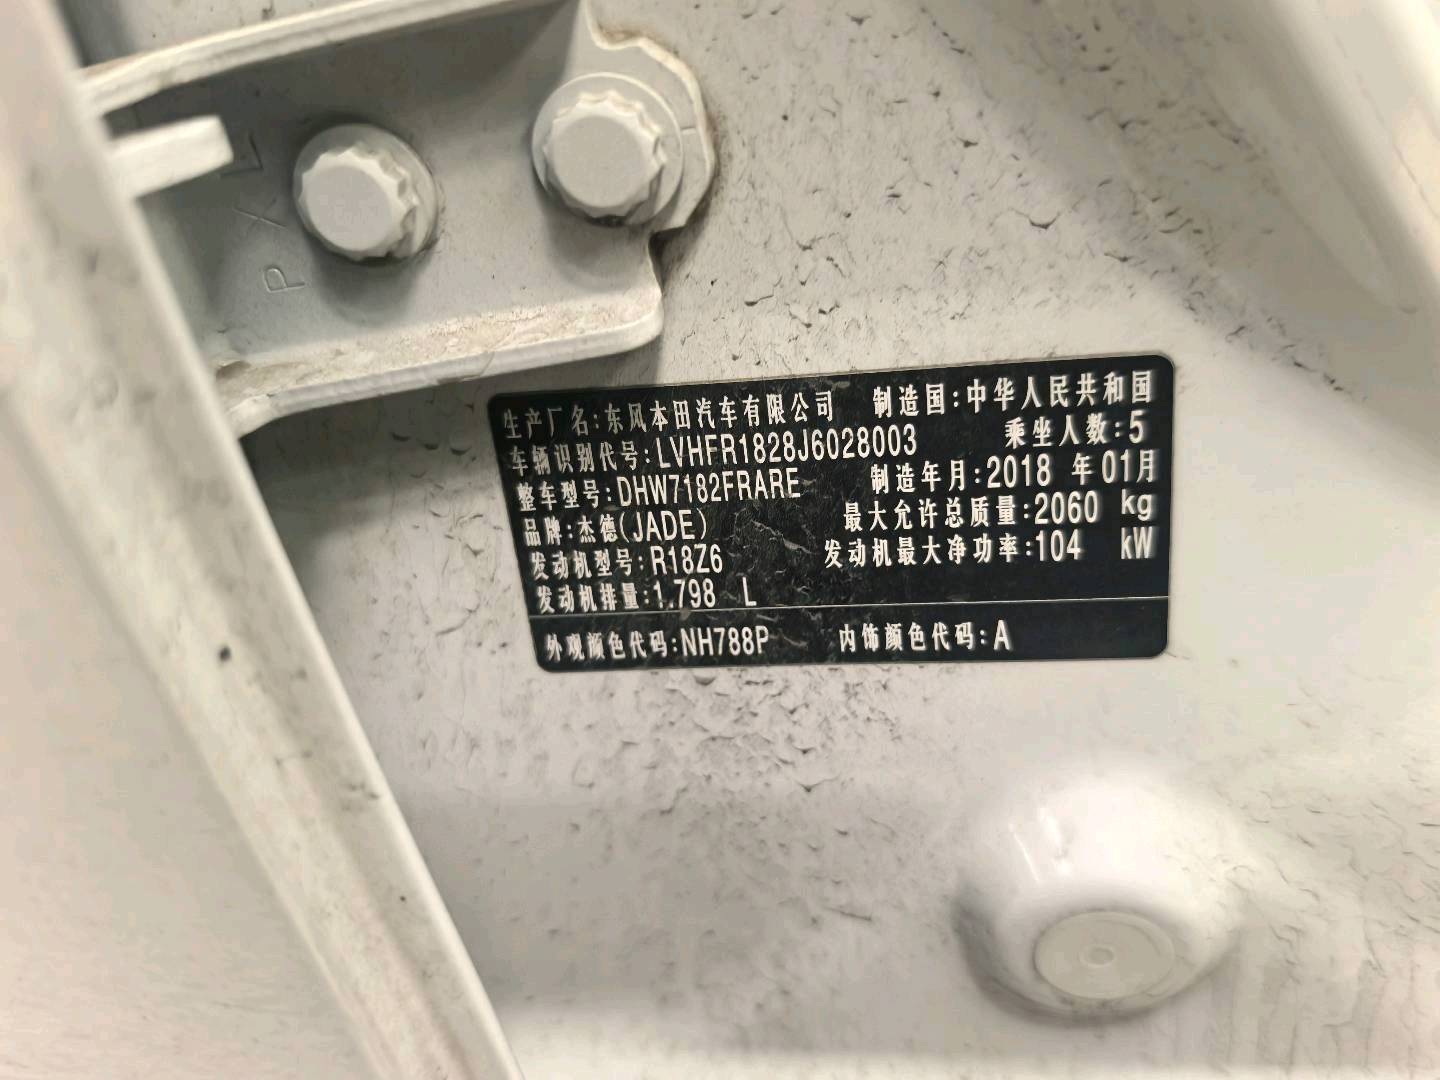 L
X
P
生产厂名:东风本田汽车有限公司 制造国:中华人民共和国
车辆识别代号:LVHFR1828J6028003 乘坐人数:5
整车型号:DHW7182FRARE 制造年月:2018 年 01月
品牌:杰德(JADE) 最大允许总质量:2060 kg
发动机型号:R18Z6 发动机最大净功率:104 kW
发动机排量:1.798 L
外观颜色代码:NH788P 内饰颜色代码:A